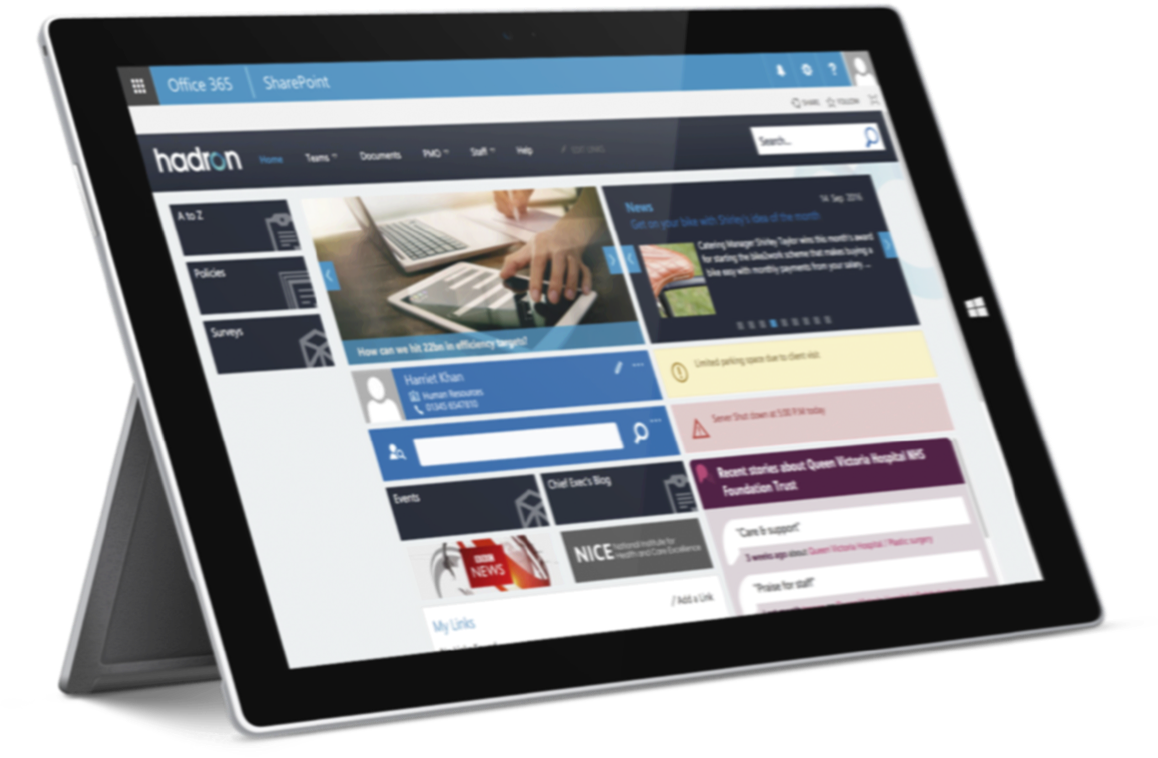 Office 365
SharePoint
SHARE
FOLLOW
hadron
Home
Teams
Documents
PMO
Staff
Help
EDIT LINKS
Search...
A to Z
Policies
Surveys
How can we hit 22bn in efficiency targets?
News
14 Sep 2016
Get on your bike with Shirley's idea of the month
Catering Manager Shirley Taylor wins this month's award
for starting the bike2work scheme that makes buying a
bike easy with monthly payments from your salary ...
Harriet Khan
Human Resources
Limited parking space due to client visit
Server Shut down at 5:00 P.M today
Events
Chief Exec's Blog
BBC
NEWS
NICE National Institute for
Health and Care Excellence
Recent stories about Queen Victoria Hospital NHS
Foundation Trust
"Care & support"
3 weeks ago about Queen Victoria Hospital / Plastic surgery
"Praise for staff"
My Links
Add a Link